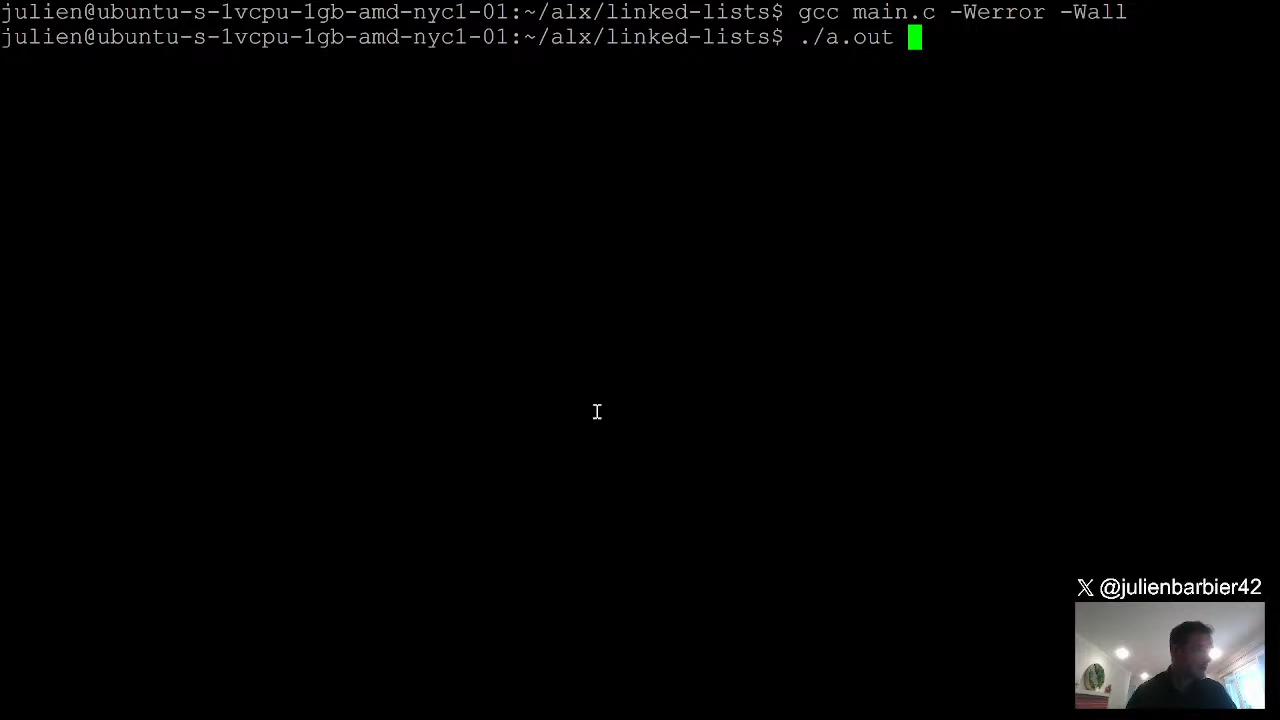 julien@ubuntu-s-1vcpu-1gb-amd-nyc1-01:~/alx/linked-lists$ gcc main.c -Werror -Wall
julien@ubuntu-s-1vcpu-1gb-amd-nyc1-01:~/alx/linked-lists$ ./a.out
𝕏 @julienbarbier42